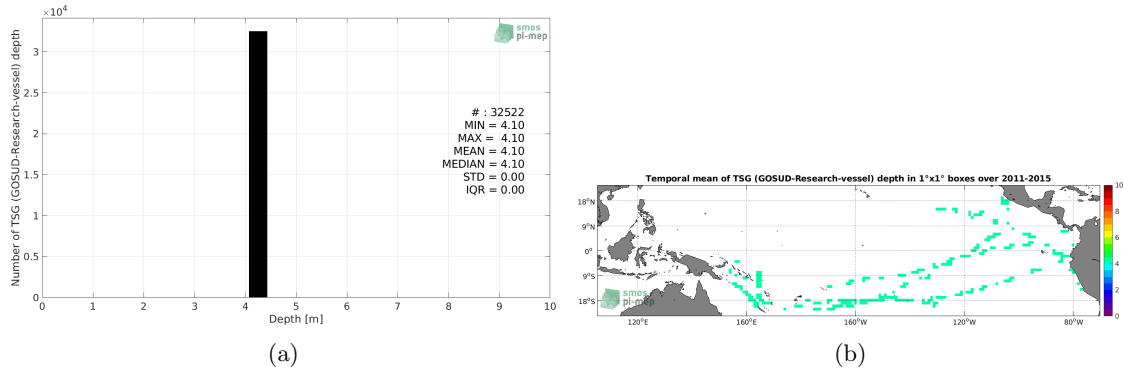 ×10⁴
smos
pi-mep
Number of TSG (GOSUD-Research-vessel) depth
3
2.5
2
1.5
1
0.5
0
# : 32522
MIN = 4.10
MAX = 4.10
MEAN = 4.10
MEDIAN = 4.10
STD = 0.00
IQR = 0.00
0 1 2 3 4 5 6 7 8 9 10
Depth [m]
(a)
Temporal mean of TSG (GOSUD-Research-vessel) depth in 1°x1° boxes over 2011-2015
18°N
9°N
0°
9°S
18°S
smos
pi-mep
120°E 160°E 160°W 120°W 80°W
10
8
6
4
2
0
(b)